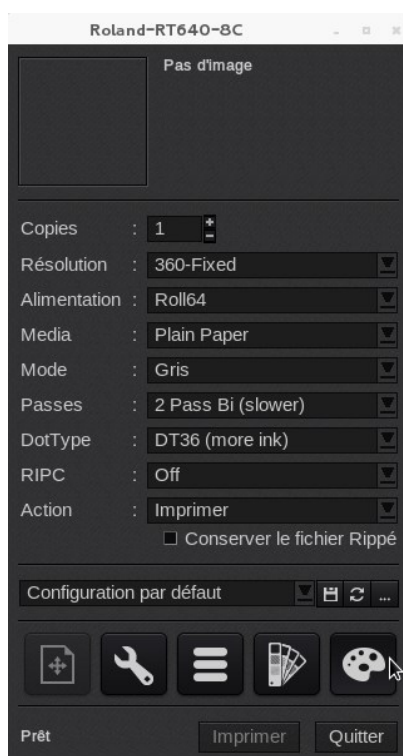 Roland-RT640-8C
Pas d'image
Copies : 1
Résolution : 360-Fixed
Alimentation : Roll64
Media : Plain Paper
Mode : Gris
Passes : 2 Pass Bi (slower)
DotType : DT36 (more ink)
RIPC : Off
Action : Imprimer
Conserver le fichier Rippé
Configuration par défaut ...
Prêt Imprimer Quitter